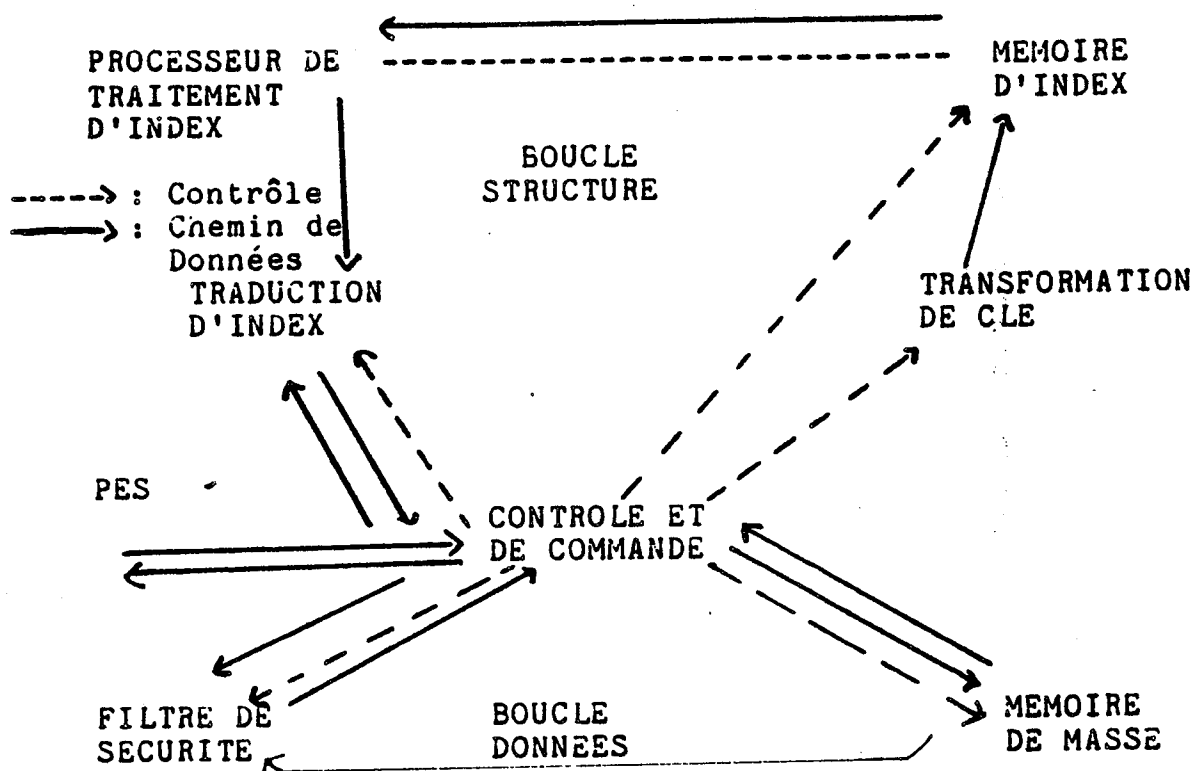 PROCESSEUR DE
TRAITEMENT
D'INDEX
MEMOIRE
D'INDEX
BOUCLE
STRUCTURE
: Contrôle
: Chemin de
Données
TRADUCTION
D'INDEX
TRANSFORMATION
DE CLE
PES
CONTROLE ET
DE COMMANDE
FILTRE DE
SECURITE
BOUCLE
DONNEES
MEMOIRE
DE MASSE